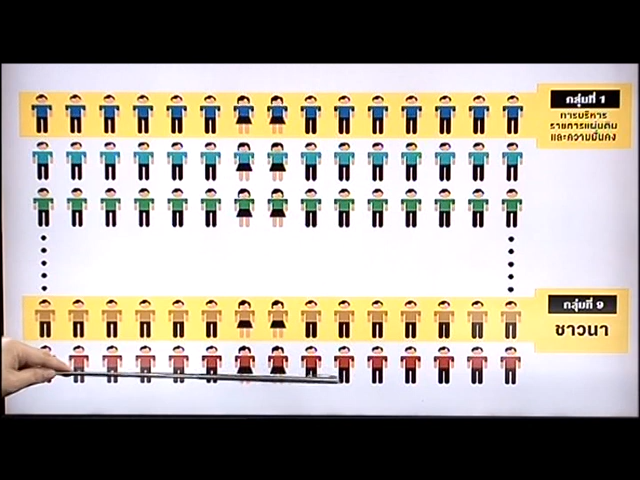 กลุ่มที่ 1
การบริหาร
ราชการแผ่นดิน
และความมั่นคง
กลุ่มที่ 9
ชาวนา